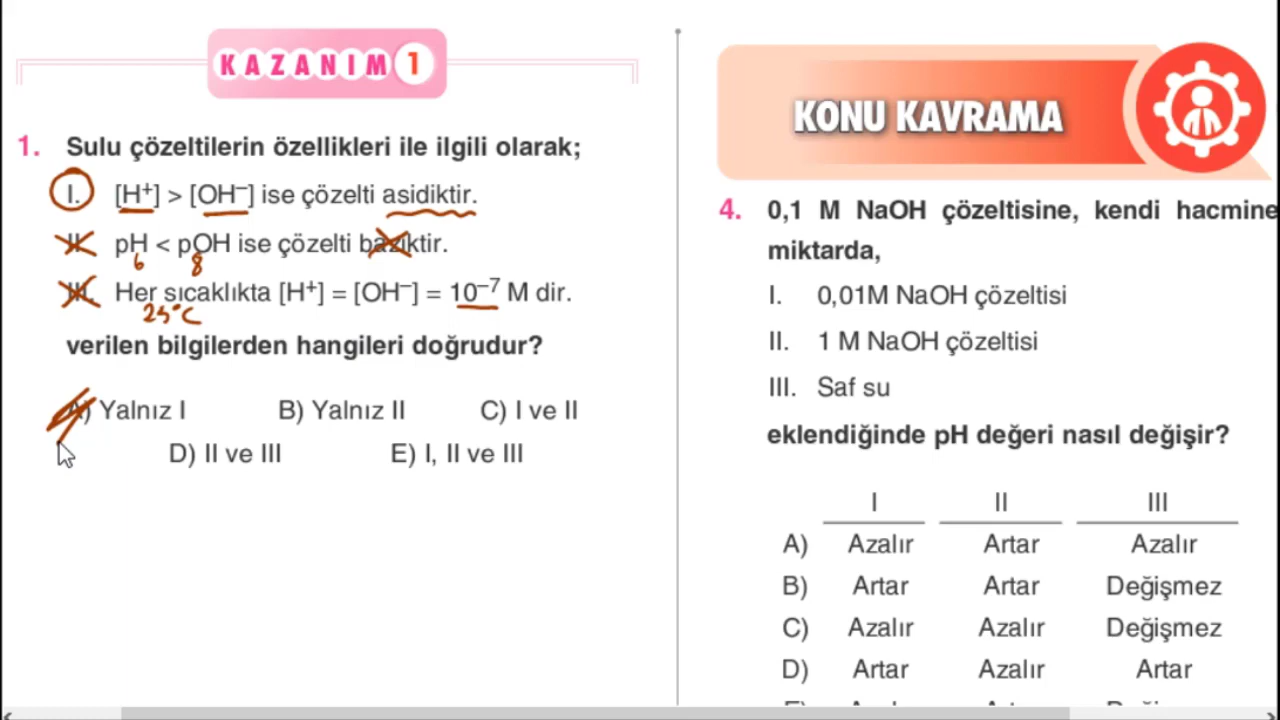 KAZANIM 1
1. Sulu çözeltilerin özellikleri ile ilgili olarak;
I. [H⁺] > [OH⁻] ise çözelti asidiktir.
II. pH < pOH ise çözelti baziktir.
6 8
III. Her sıcaklıkta [H⁺] = [OH⁻] = 10⁻⁷ M dir.
25°C
verilen bilgilerden hangileri doğrudur?
A) Yalnız I B) Yalnız II C) I ve II
D) II ve III E) I, II ve III
KONU KAVRAMA
4. 0,1 M NaOH çözeltisine, kendi hacmine
miktarda,
I. 0,01M NaOH çözeltisi
II. 1 M NaOH çözeltisi
III. Saf su
eklendiğinde pH değeri nasıl değişir?
I II III
A) Azalır Artar Azalır
B) Artar Artar Değişmez
C) Azalır Azalır Değişmez
D) Artar Azalır Artar